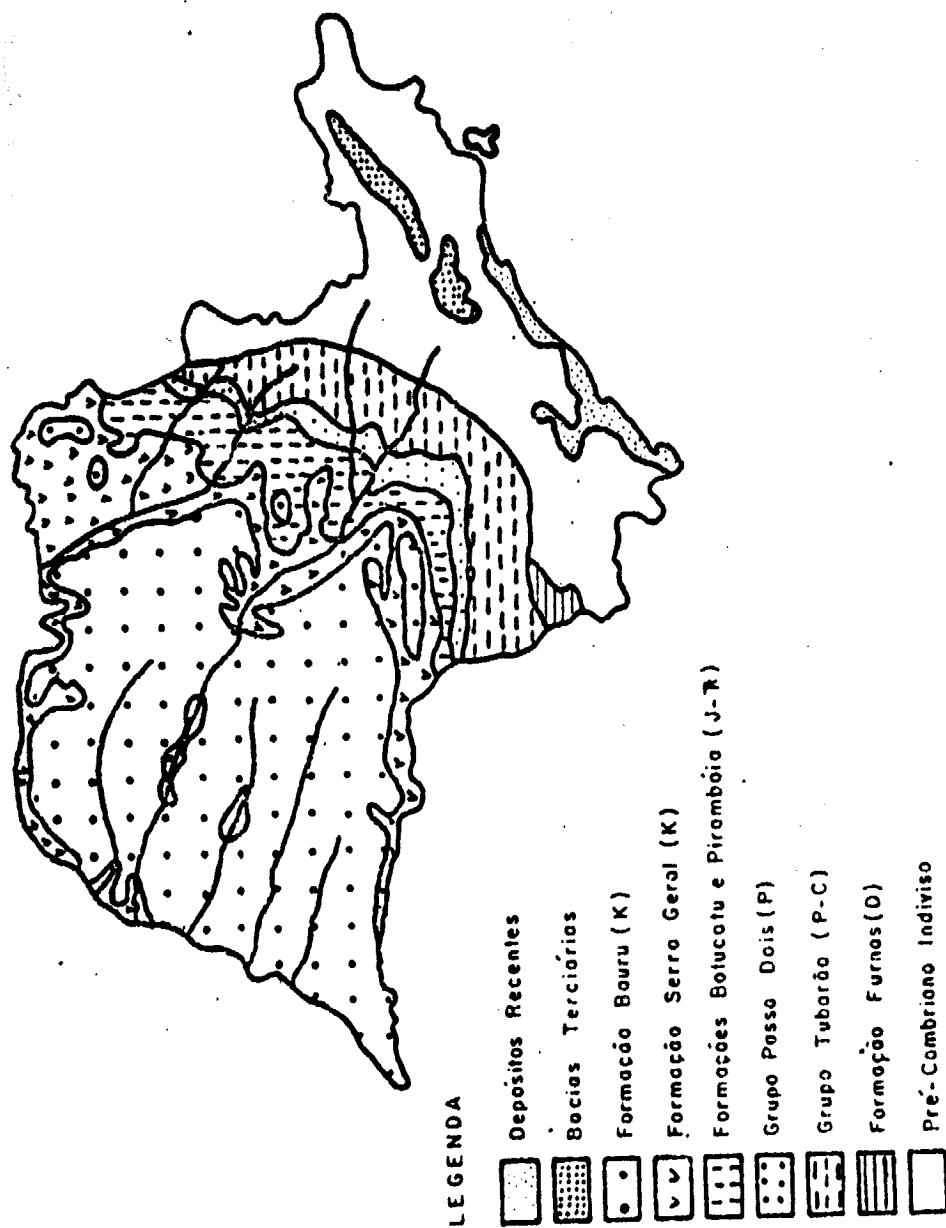 LEGENDA
Depósitos Recentes
Bacias Terciárias
Formação Bauru (K)
Formação Serra Geral (K)
Formações Botucatu e Pirambóia (J-R)
Grupo Passa Dois (P)
Grupo Tubarão (P-C)
Formação Furnas (D)
Pré-Cambriano Indiviso